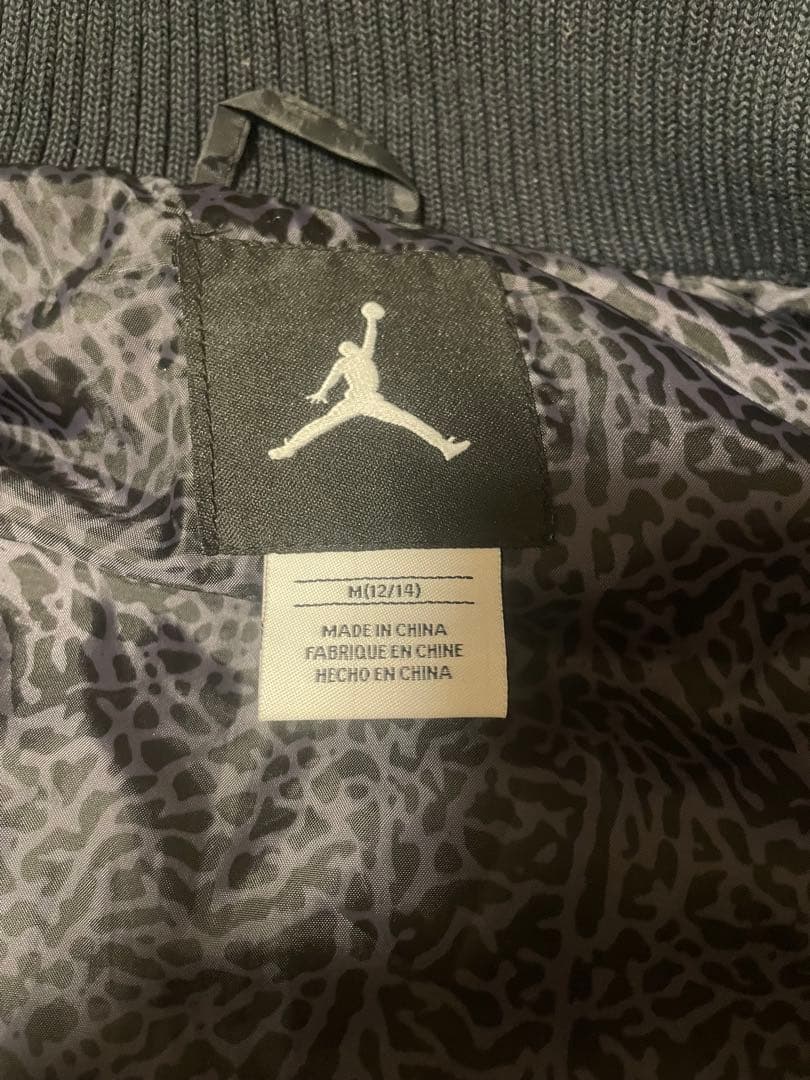 M(12/14)
MADE IN CHINA
FABRIQUE EN CHINE
HECHO EN CHINA